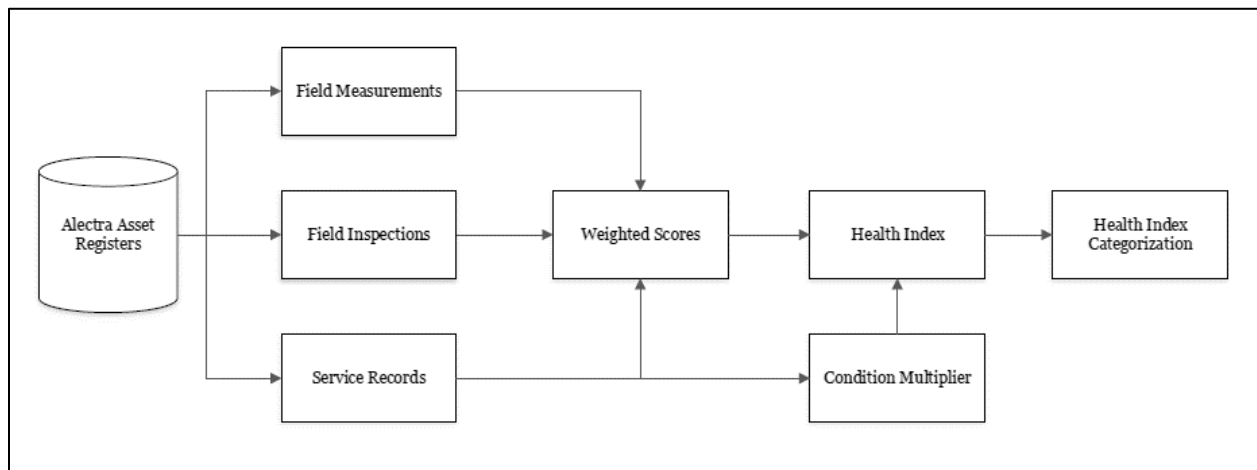 Field Measurements
Alectra Asset
Registers
Field Inspections
Weighted Scores
Health Index
Health Index
Categorization
Service Records
Condition Multiplier